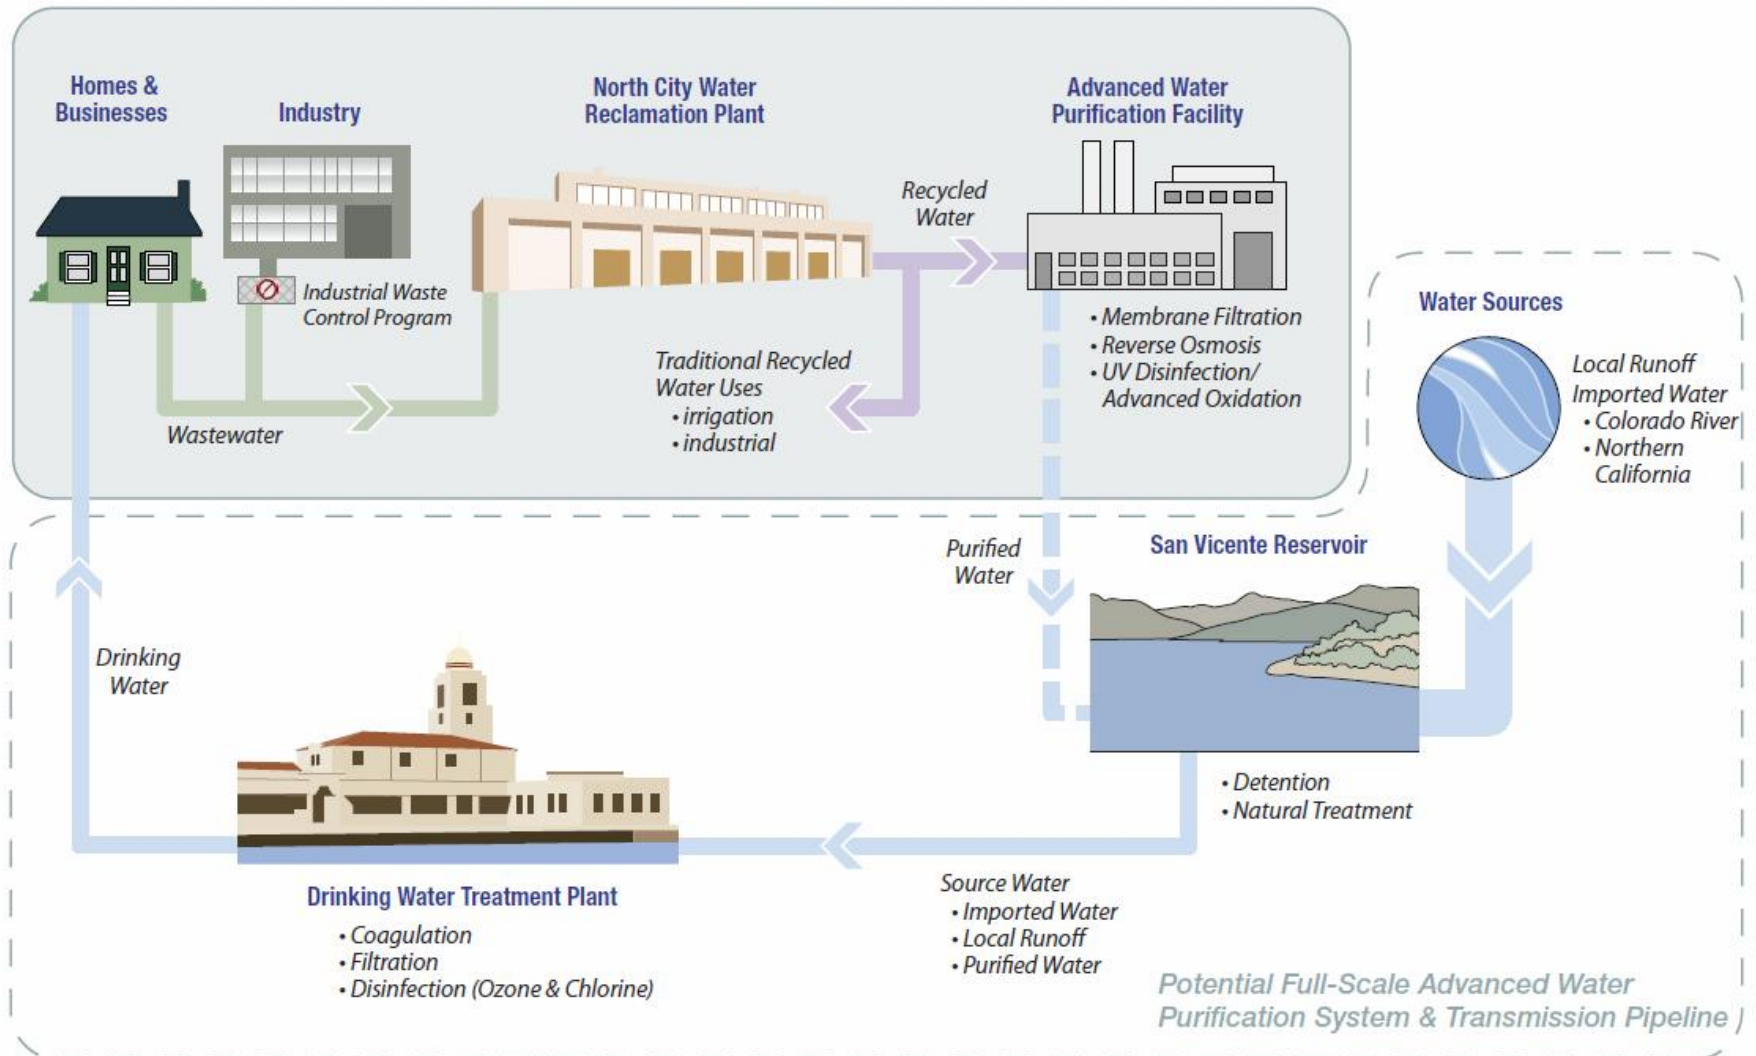 Homes &
Businesses
Industry
North City Water
Reclamation Plant
Advanced Water
Purification Facility
Recycled
Water
Industrial Waste
Control Program
Wastewater
Traditional Recycled
Water Uses
• irrigation
• industrial
• Membrane Filtration
• Reverse Osmosis
• UV Disinfection/
Advanced Oxidation
Water Sources
Local Runoff
Imported Water
• Colorado River
• Northern
California
Purified
Water
San Vicente Reservoir
• Detention
• Natural Treatment
Drinking
Water
Drinking Water Treatment Plant
• Coagulation
• Filtration
• Disinfection (Ozone & Chlorine)
Source Water
• Imported Water
• Local Runoff
• Purified Water
Potential Full-Scale Advanced Water
Purification System & Transmission Pipeline